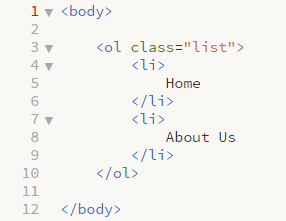 1 <body>
2
3 <ol class="list">
4 <li>
5 Home
6 </li>
7 <li>
8 About Us
9 </li>
10 </ol>
11
12 </body>